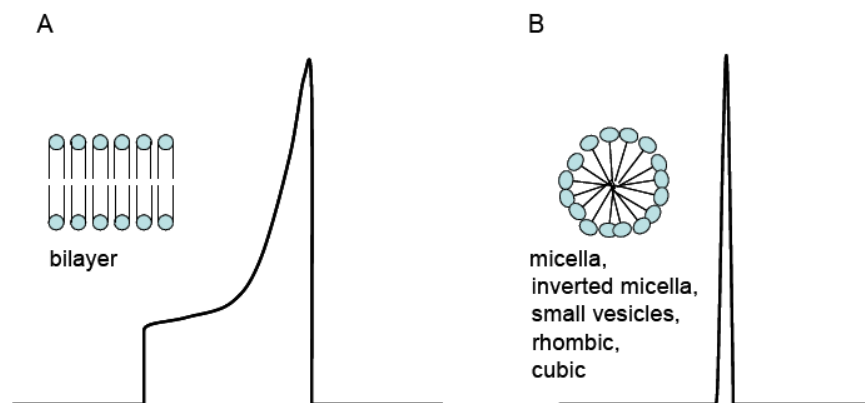 A
B
bilayer
micella,
inverted micella,
small vesicles,
rhombic,
cubic